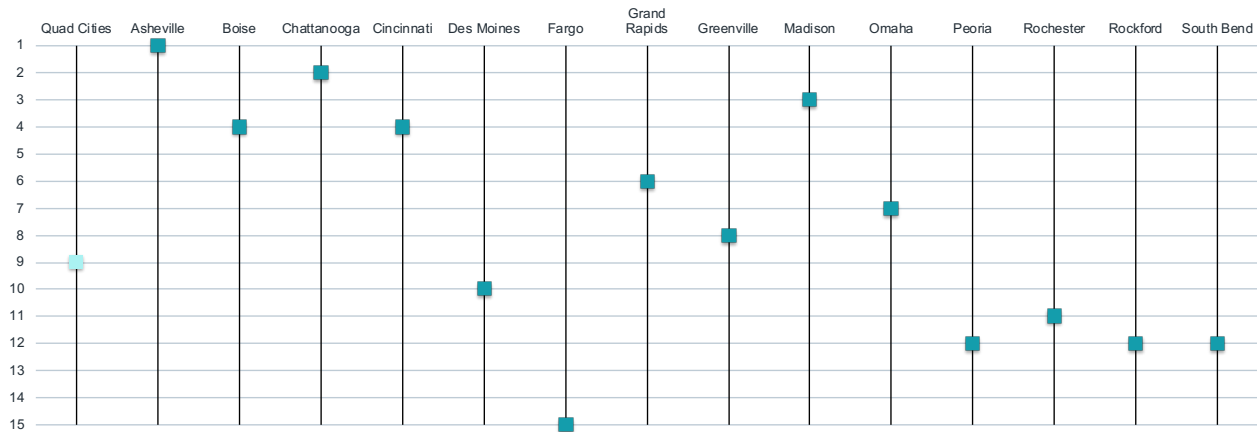 Quad Cities
Asheville
Boise
Chattanooga
Cincinnati
Des Moines
Fargo
Grand
Rapids
Greenville
Madison
Omaha
Peoria
Rochester
Rockford
South Bend
1
2
3
4
5
6
7
8
9
10
11
12
13
14
15